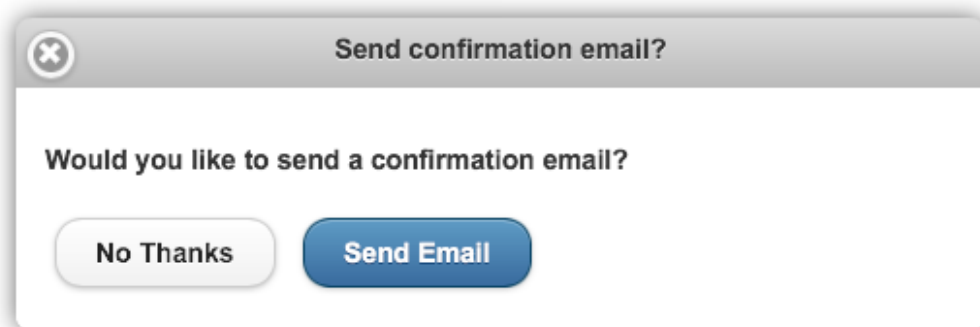 Send confirmation email?
Would you like to send a confirmation email?
No Thanks
Send Email